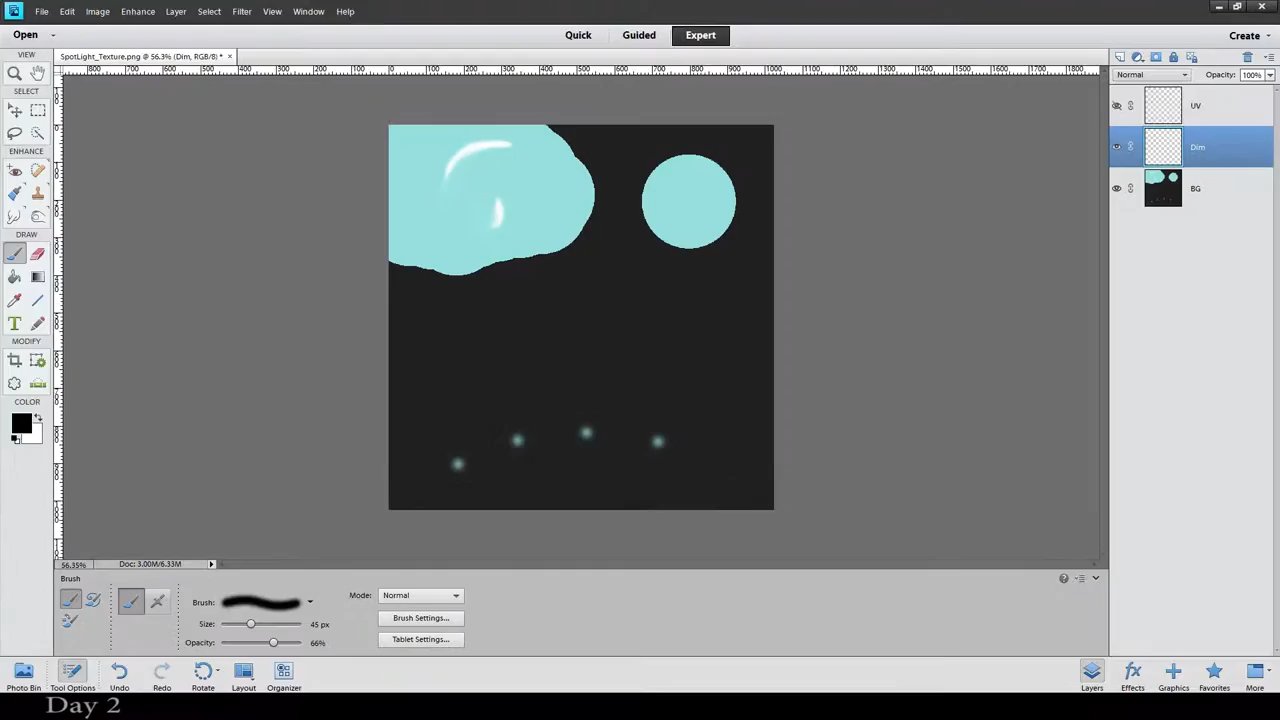 File Edit Image Enhance Layer Select Filter View Window Help
Open Quick Guided Expert Create
VIEW
SpotLight_Texture.png @ 56.3% (Dim, RGB/8) *
Normal Opacity: 100%
SELECT
UV
ENHANCE
Dim
BG
DRAW
MODIFY
COLOR
56.35% Doc: 3.00M/6.33M
Brush
Brush: Mode: Normal
Size: 45 px Brush Settings...
Opacity: 66% Tablet Settings...
Photo Bin Tool Options Undo Redo Rotate Layout Organizer Layers Effects Graphics Favorites More
Day 2